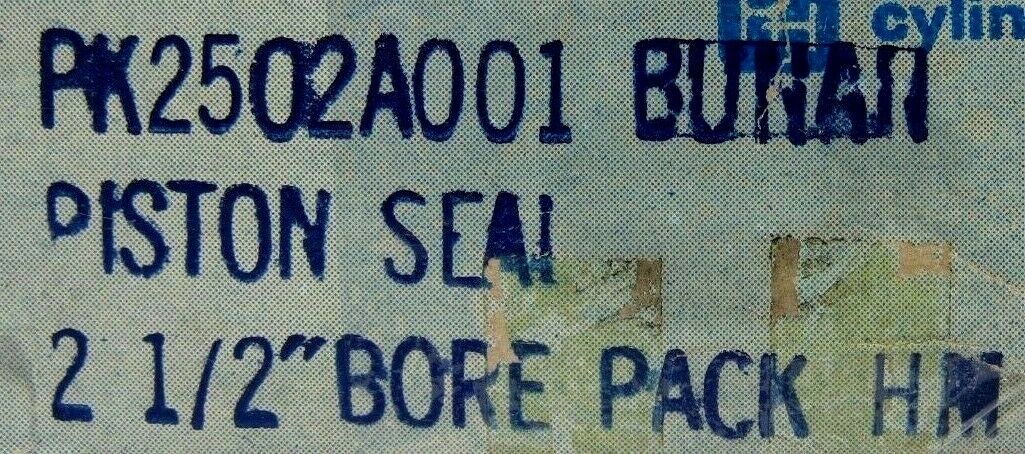 cylin
PK2502A001 BUNAN
PISTON SEAL
2 1/2" BORE PACK HM